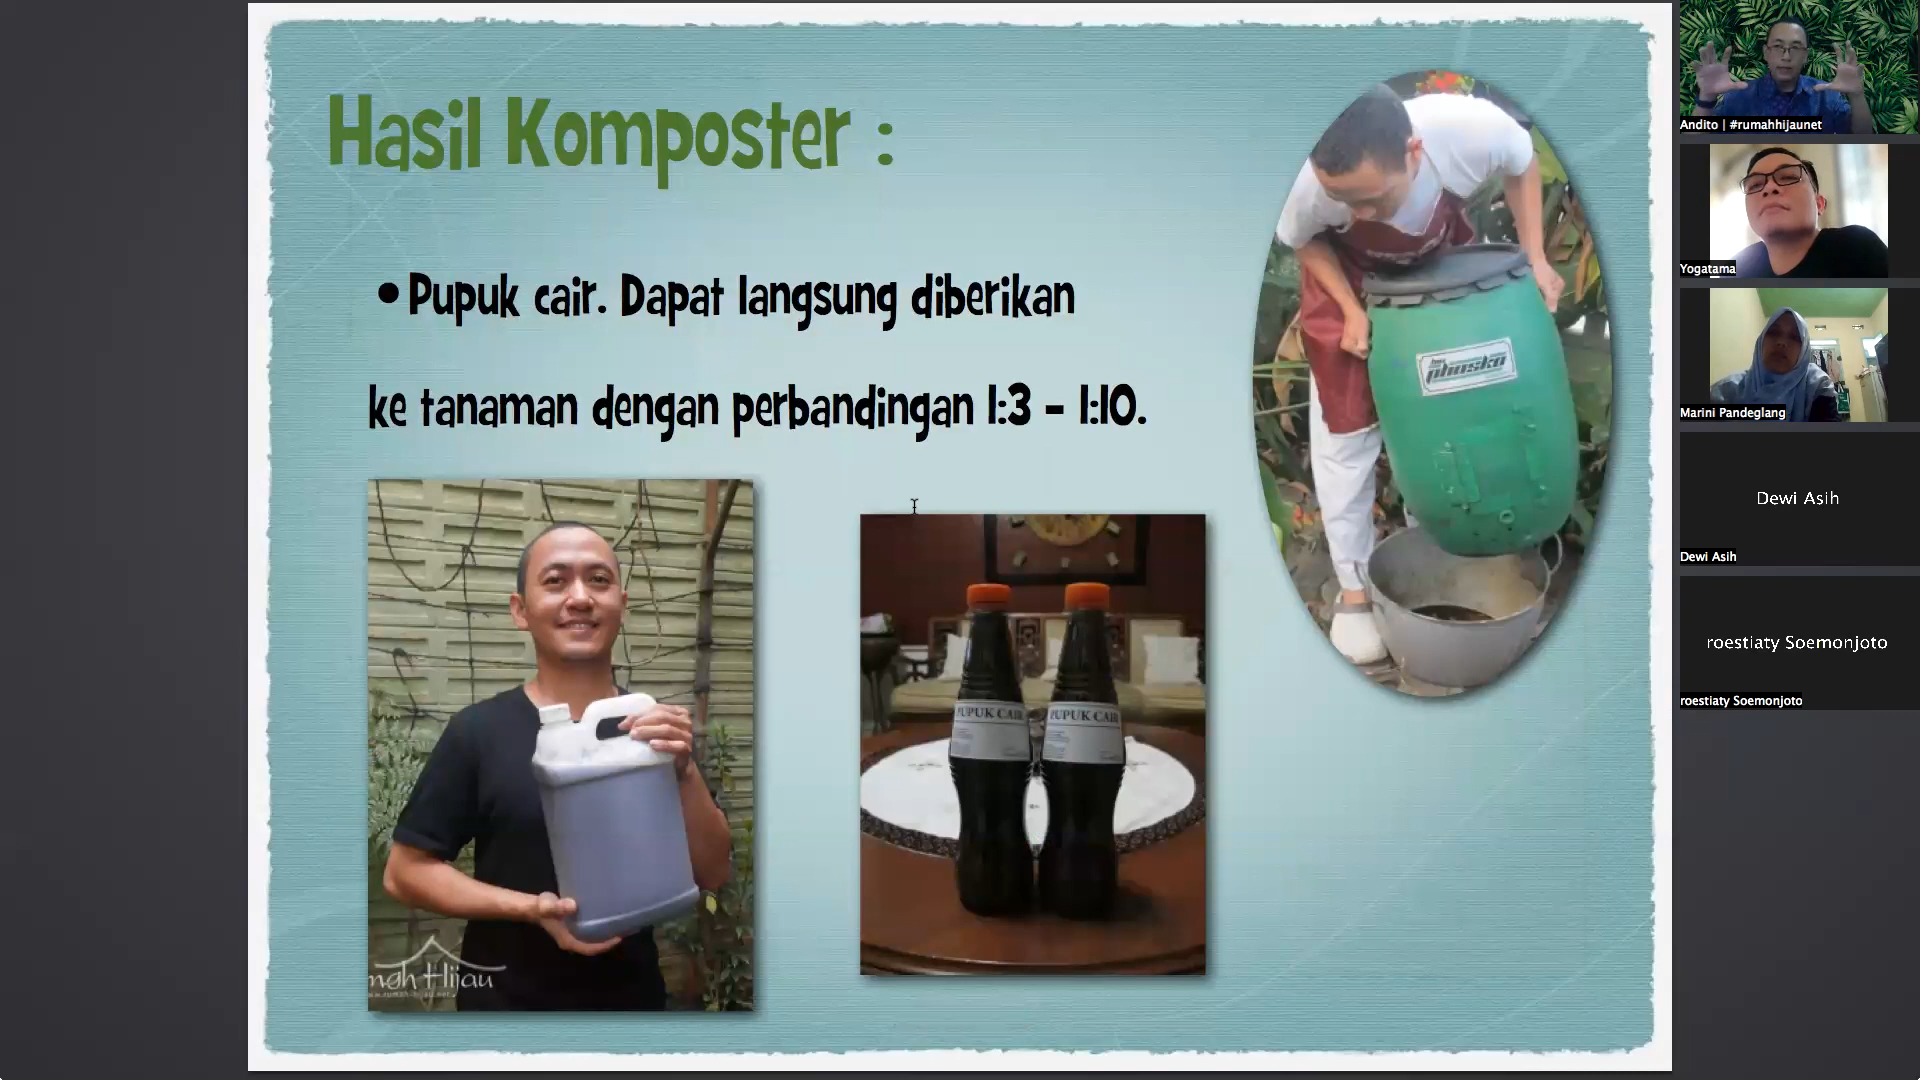 Hasil Komposter :
• Pupuk cair. Dapat langsung diberikan
ke tanaman dengan perbandingan 1:3 – 1:10.
phoska
PUPUK CAIR
PUPUK CAIR
Hijau
Andito | #rumahhijaunet
Yogatama
Marini Pandeglang
Dewi Asih
Dewi Asih
roestiaty Soemonjoto
roestiaty Soemonjoto